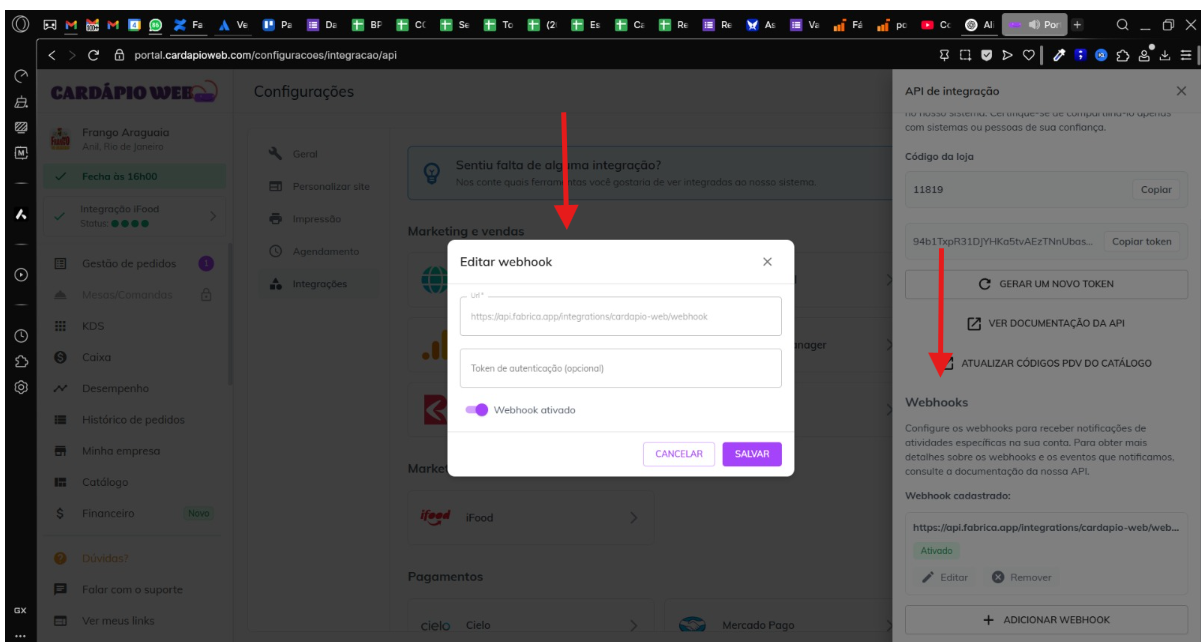 Fa
Ve
Pa
Da
BF
Se
To
(2(
Es
Ca
Re
Re
As
Va
Fá
pc
Al
Por
portal.cardapioweb.com/configuracoes/integracao/api
CARDÁPIO WEB
Frango Araguaia
Anil, Rio de Janeiro
Fecha às 16h00
Integração iFood
Status:
Gestão de pedidos 1
Mesas/Comandas
KDS
Caixa
Desempenho
Histórico de pedidos
Minha empresa
Catálogo
Financeiro Novo
Dúvidas?
Falar com o suporte
Ver meus links
GX
Configurações
Geral
Personalizar site
Impressão
Agendamento
Integrações
Sentiu falta de alguma integração?
Nos conte quais ferramentas você gostaria de ver integradas ao nosso sistema.
Marketing e vendas
Editar webhook
Url*
https://api.fabrica.app/integrations/cardapio-web/webhook
Token de autenticação (opcional)
Webhook ativado
CANCELAR SALVAR
iFood
Pagamentos
Cielo
Mercado Pago
API de integração
no nosso sistema. Certifique-se de compartilhá-lo apenas
com sistemas ou pessoas de sua confiança.
Código da loja
11819 Copiar
94b1TxpR31DjYHKa5tvAEzTNnUbas... Copiar token
GERAR UM NOVO TOKEN
VER DOCUMENTAÇÃO DA API
ATUALIZAR CÓDIGOS PDV DO CATÁLOGO
Webhooks
Configure os webhooks para receber notificações de
atividades específicas na sua conta. Para obter mais
detalhes sobre os webhooks e os eventos que notificamos,
consulte a documentação da nossa API.
Webhook cadastrado:
https://api.fabrica.app/integrations/cardapio-web/web...
Ativado
Editar Remover
+ ADICIONAR WEBHOOK